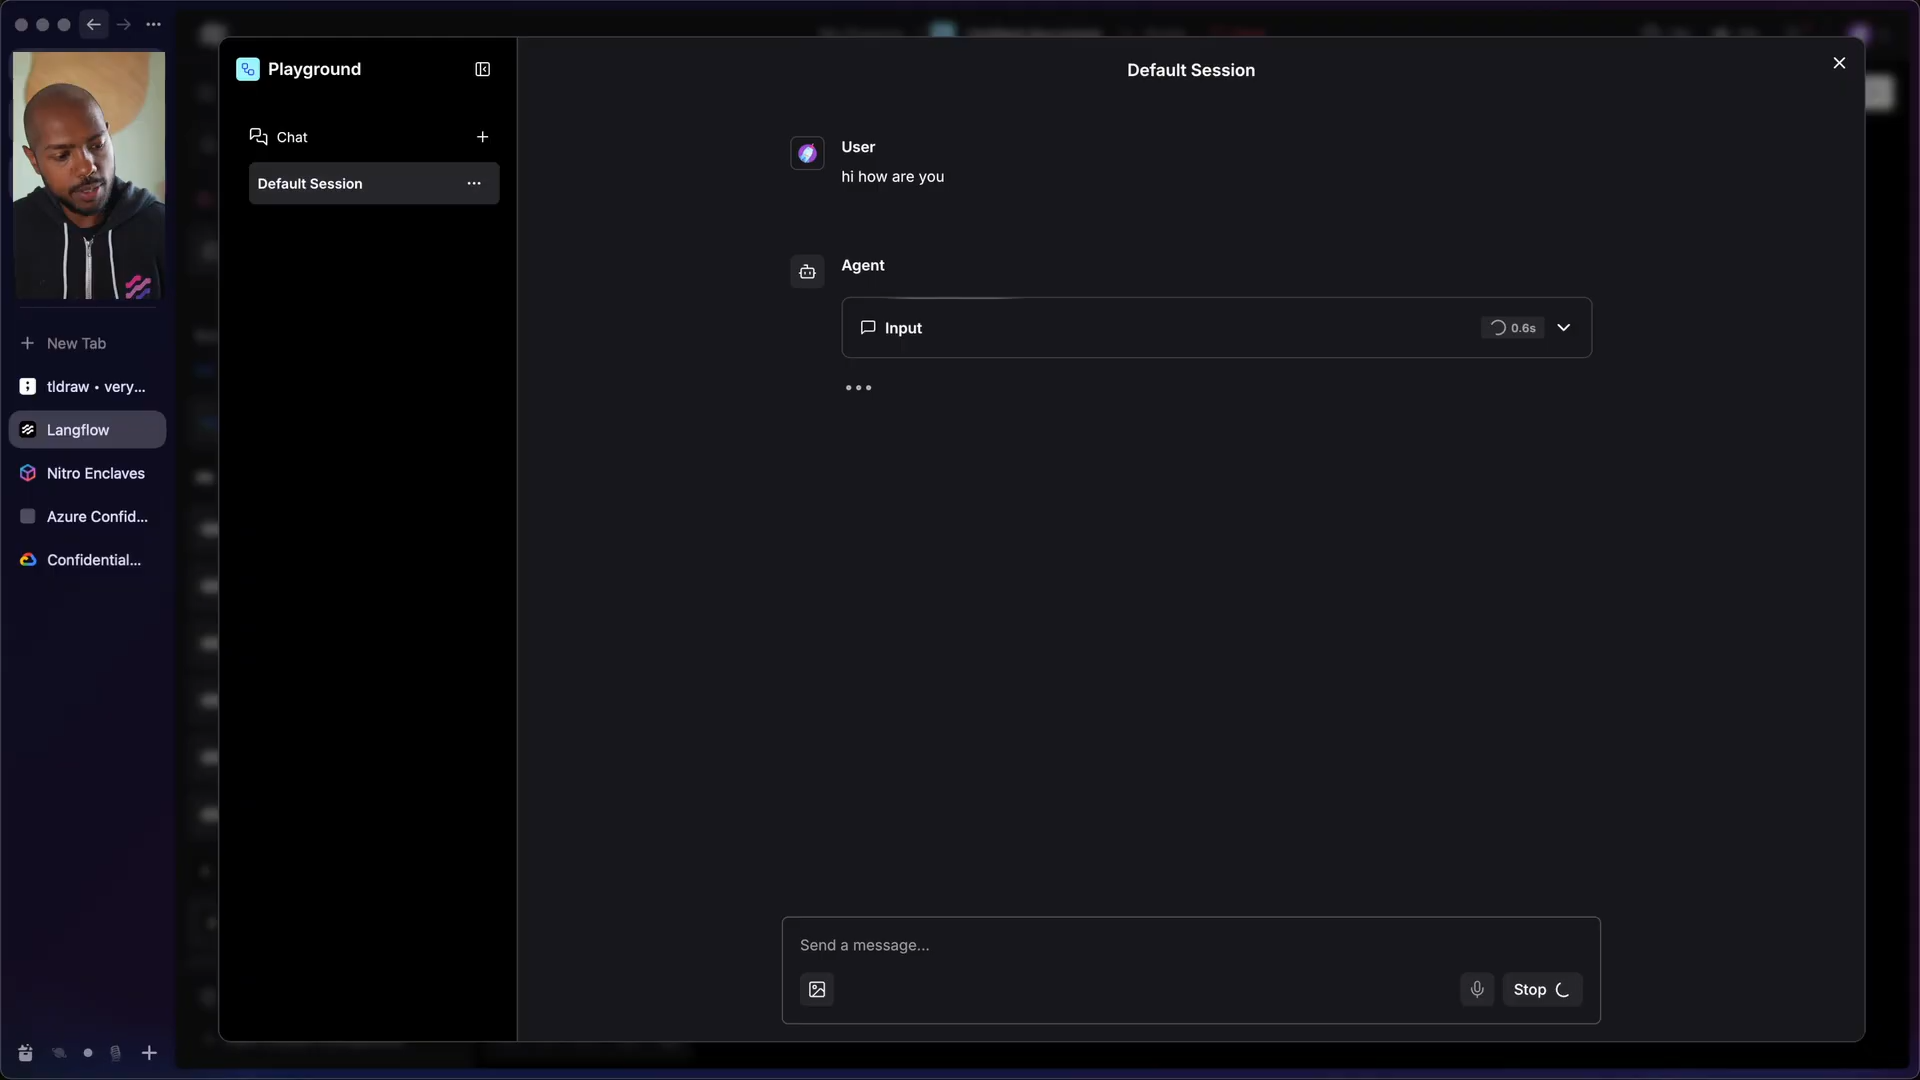 Playground
Chat
Default Session
New Tab
tldraw • very...
Langflow
Nitro Enclaves
Azure Confid...
Confidential...
Default Session
User
hi how are you
Agent
Input
0.6s
Send a message...
Stop